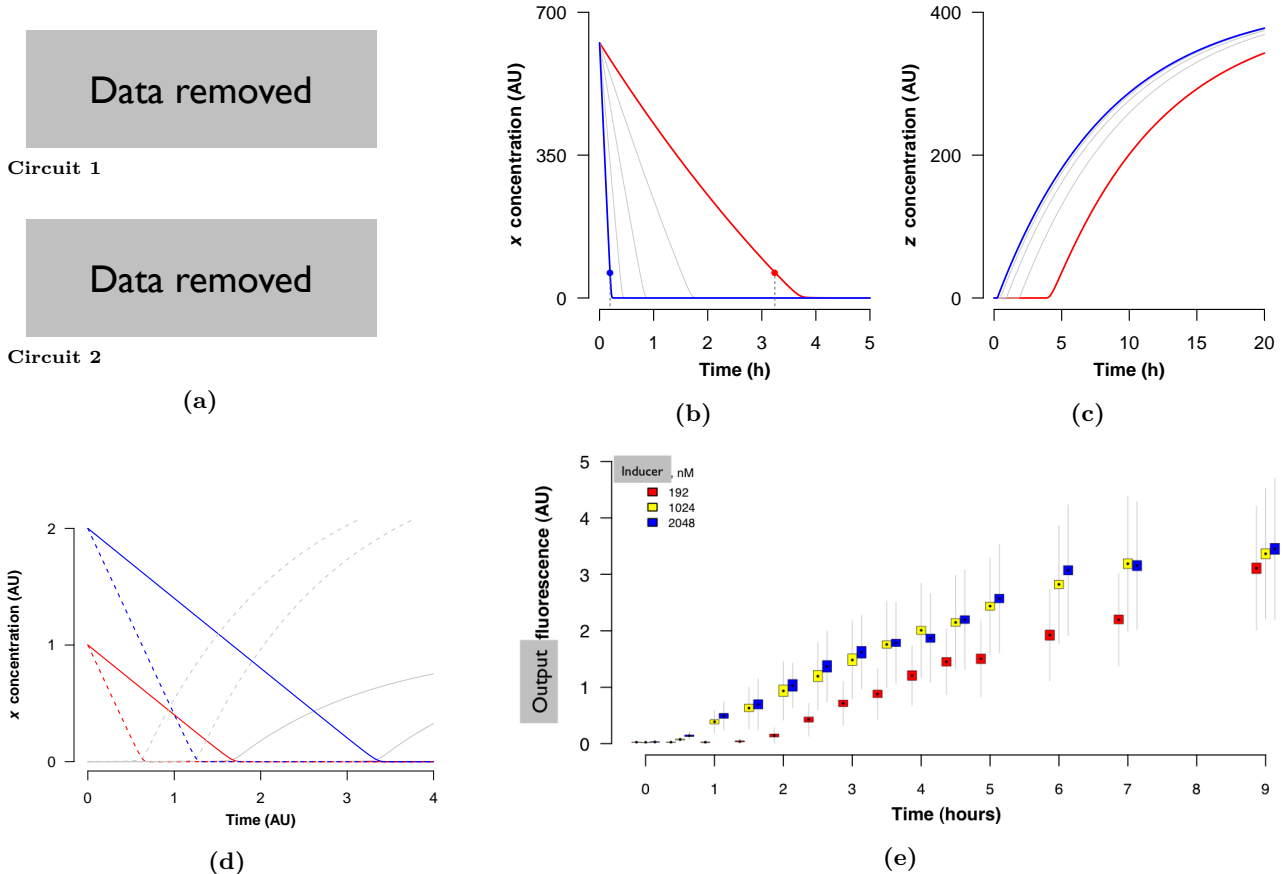 Data removed
Circuit 1
Data removed
Circuit 2
(a)
700
350
0
x concentration (AU)
0 1 2 3 4 5
Time (h)
(b)
400
200
0
z concentration (AU)
0 5 10 15 20
Time (h)
(c)
2
1
0
x concentration (AU)
0 1 2 3 4
Time (AU)
(d)
5
4
3
2
1
0
Output fluorescence (AU)
Inducer , nM
192
1024
2048
0 1 2 3 4 5 6 7 8 9
Time (hours)
(e)